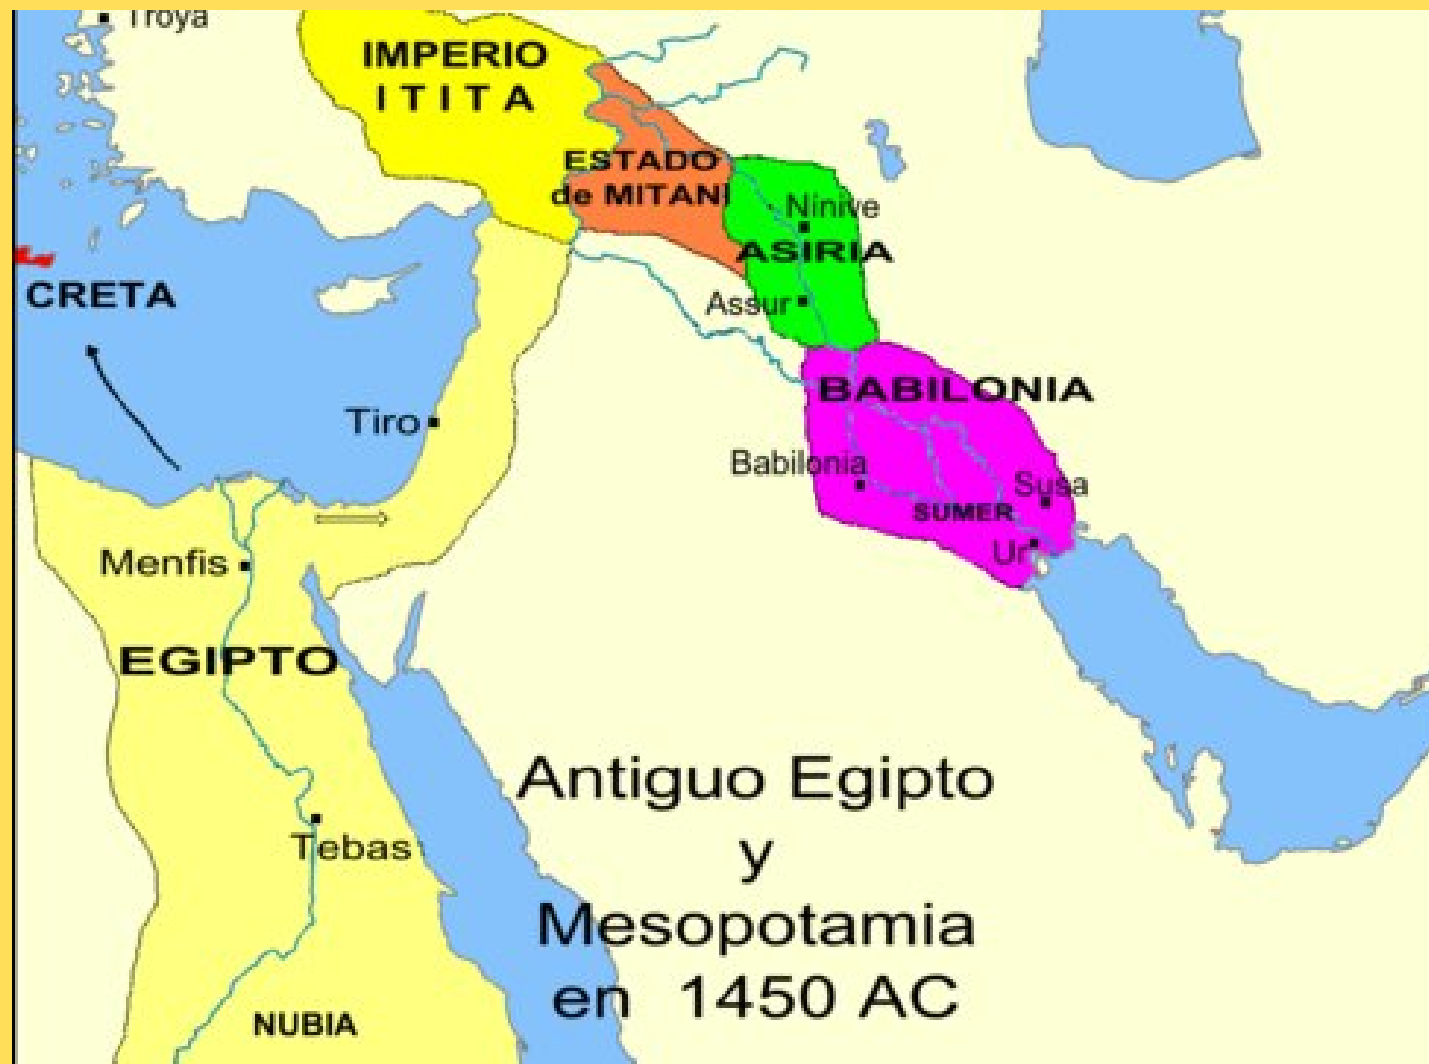 Troya
IMPERIO
ITITA
ESTADO
de MITANI
Nínive
ASIRIA
Assur
CRETA
BABILONIA
Tiro
Babilonia
Susa
SUMER
Ur
Menfis
EGIPTO
Tebas
NUBIA
Antiguo Egipto
y
Mesopotamia
en 1450 AC